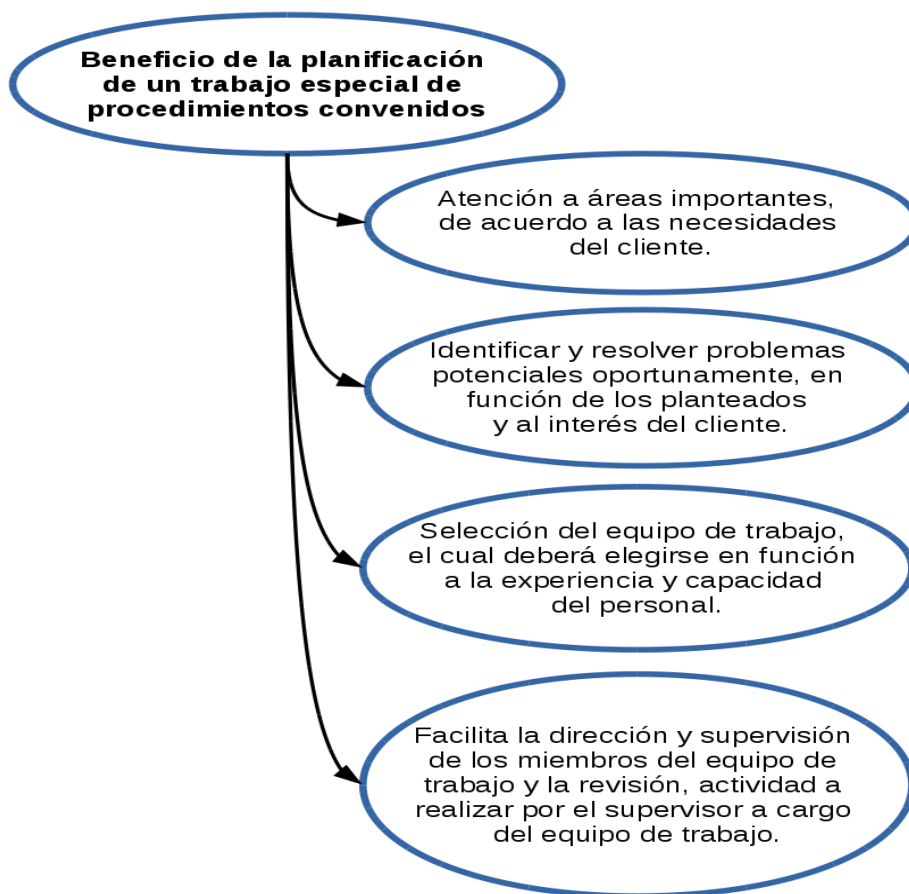 Beneficio de la planificación
de un trabajo especial de
procedimientos convenidos
Atención a áreas importantes,
de acuerdo a las necesidades
del cliente.
Identificar y resolver problemas
potenciales oportunamente, en
función de los planteados
y al interés del cliente.
Selección del equipo de trabajo,
el cual deberá elegirse en función
a la experiencia y capacidad
del personal.
Facilita la dirección y supervisión
de los miembros del equipo de
trabajo y la revisión, actividad a
realizar por el supervisor a cargo
del equipo de trabajo.